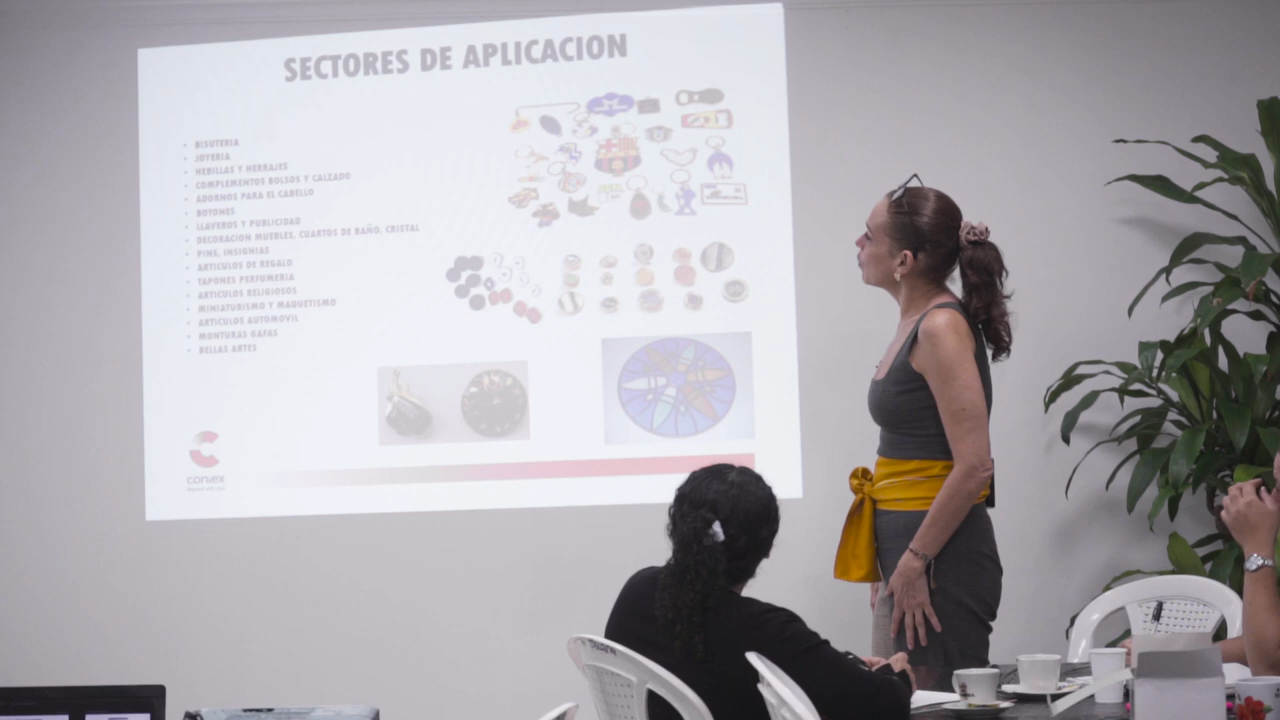 SECTORES DE APLICACION
• BISUTERIA
• JOYERIA
• HEBILLAS Y HERRAJES
• COMPLEMENTOS BOLSOS Y CALZADO
• ADORNOS PARA EL CABELLO
• BOTONES
• LLAVEROS Y PUBLICIDAD
• DECORACION MUEBLES, CUARTOS DE BAÑO, CRISTAL
• PINS, INSIGNIAS
• ARTICULOS DE REGALO
• TAPONES PERFUMERIA
• ARTICULOS RELIGIOSOS
• MINIATURISMO Y MAQUETISMO
• ARTICULOS AUTOMOVIL
• MONTURAS GAFAS
• BELLAS ARTES